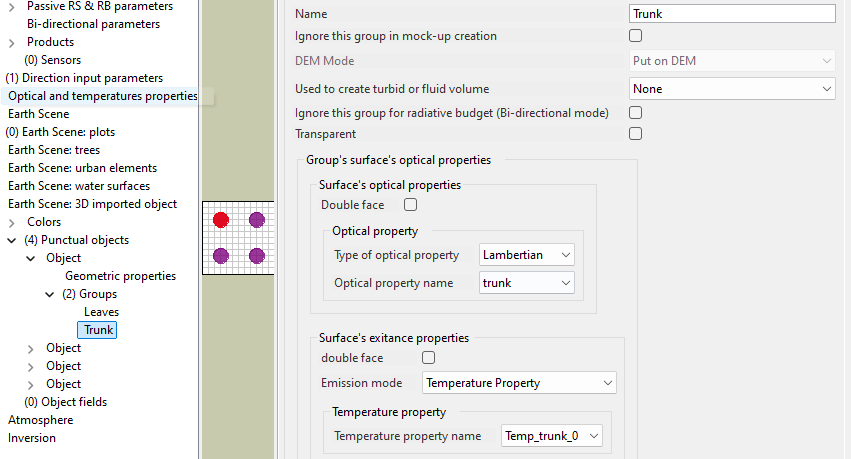 Passive RS & RB parameters
Bi-directional parameters
Products
(0) Sensors
(1) Direction input parameters
Optical and temperatures properties
Earth Scene
(0) Earth Scene: plots
Earth Scene: trees
Earth Scene: urban elements
Earth Scene: water surfaces
Earth Scene: 3D imported object
Colors
(4) Punctual objects
Object
Geometric properties
(2) Groups
Leaves
Trunk
Object
Object
Object
(0) Object fields
Atmosphere
Inversion
Name Trunk
Ignore this group in mock-up creation
DEM Mode Put on DEM
Used to create turbid or fluid volume None
Ignore this group for radiative budget (Bi-directional mode)
Transparent
Group's surface's optical properties
Surface's optical properties
Double face
Optical property
Type of optical property Lambertian
Optical property name trunk
Surface's exitance properties
double face
Emission mode Temperature Property
Temperature property
Temperature property name Temp_trunk_0